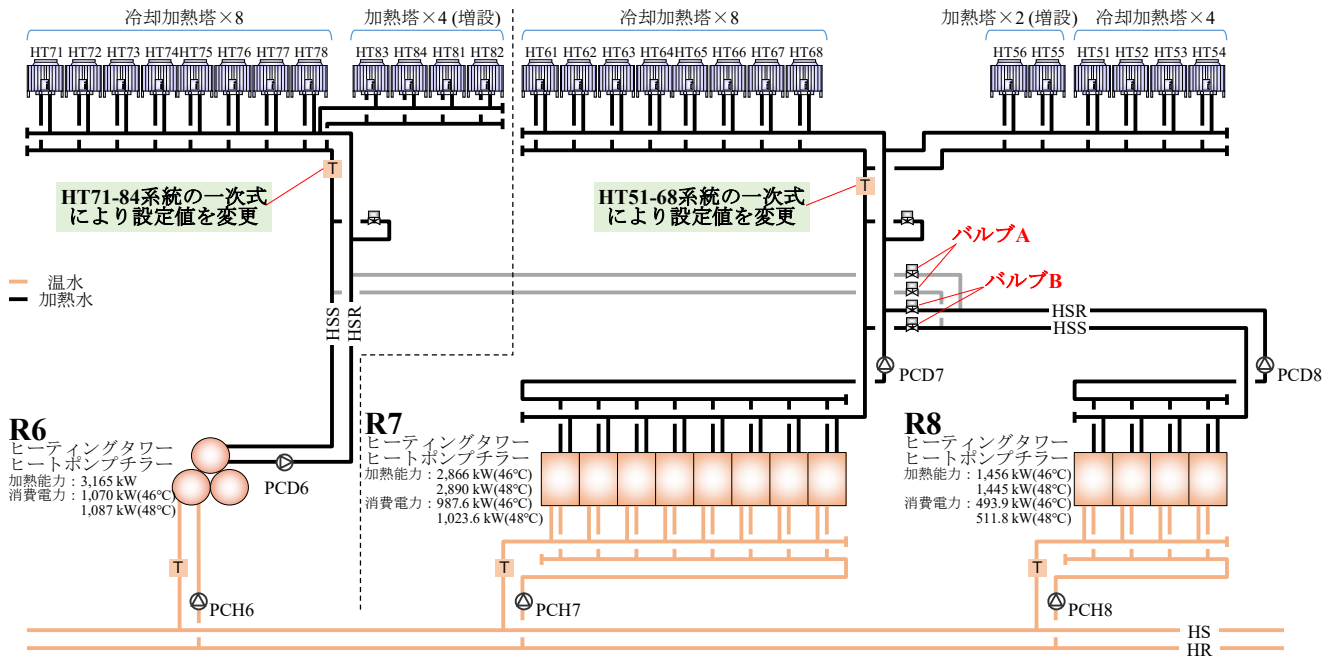 冷却加熱塔×8
加熱塔×4 (増設)
冷却加熱塔×8
加熱塔×2 (増設)
冷却加熱塔×4
HT71 HT72 HT73 HT74 HT75 HT76 HT77 HT78
HT83 HT84 HT81 HT82
HT61 HT62 HT63 HT64 HT65 HT66 HT67 HT68
HT56 HT55
HT51 HT52 HT53 HT54
T
T
HT71-84系統の一次式
により設定値を変更
HT51-68系統の一次式
により設定値を変更
バルブA
バルブB
温水
加熱水
HSS
HSR
HSR
HSS
PCD7
PCD8
R6
ヒーティングタワー
ヒートポンプチラー
加熱能力：3,165 kW
消費電力：1,070 kW(46℃)
1,087 kW(48℃)
PCD6
R7
ヒーティングタワー
ヒートポンプチラー
加熱能力：2,866 kW(46℃)
2,890 kW(48℃)
消費電力：987.6 kW(46℃)
1,023.6 kW(48℃)
R8
ヒーティングタワー
ヒートポンプチラー
加熱能力：1,456 kW(46℃)
1,445 kW(48℃)
消費電力：493.9 kW(46℃)
511.8 kW(48℃)
T
T
T
PCH6
PCH7
PCH8
HS
HR